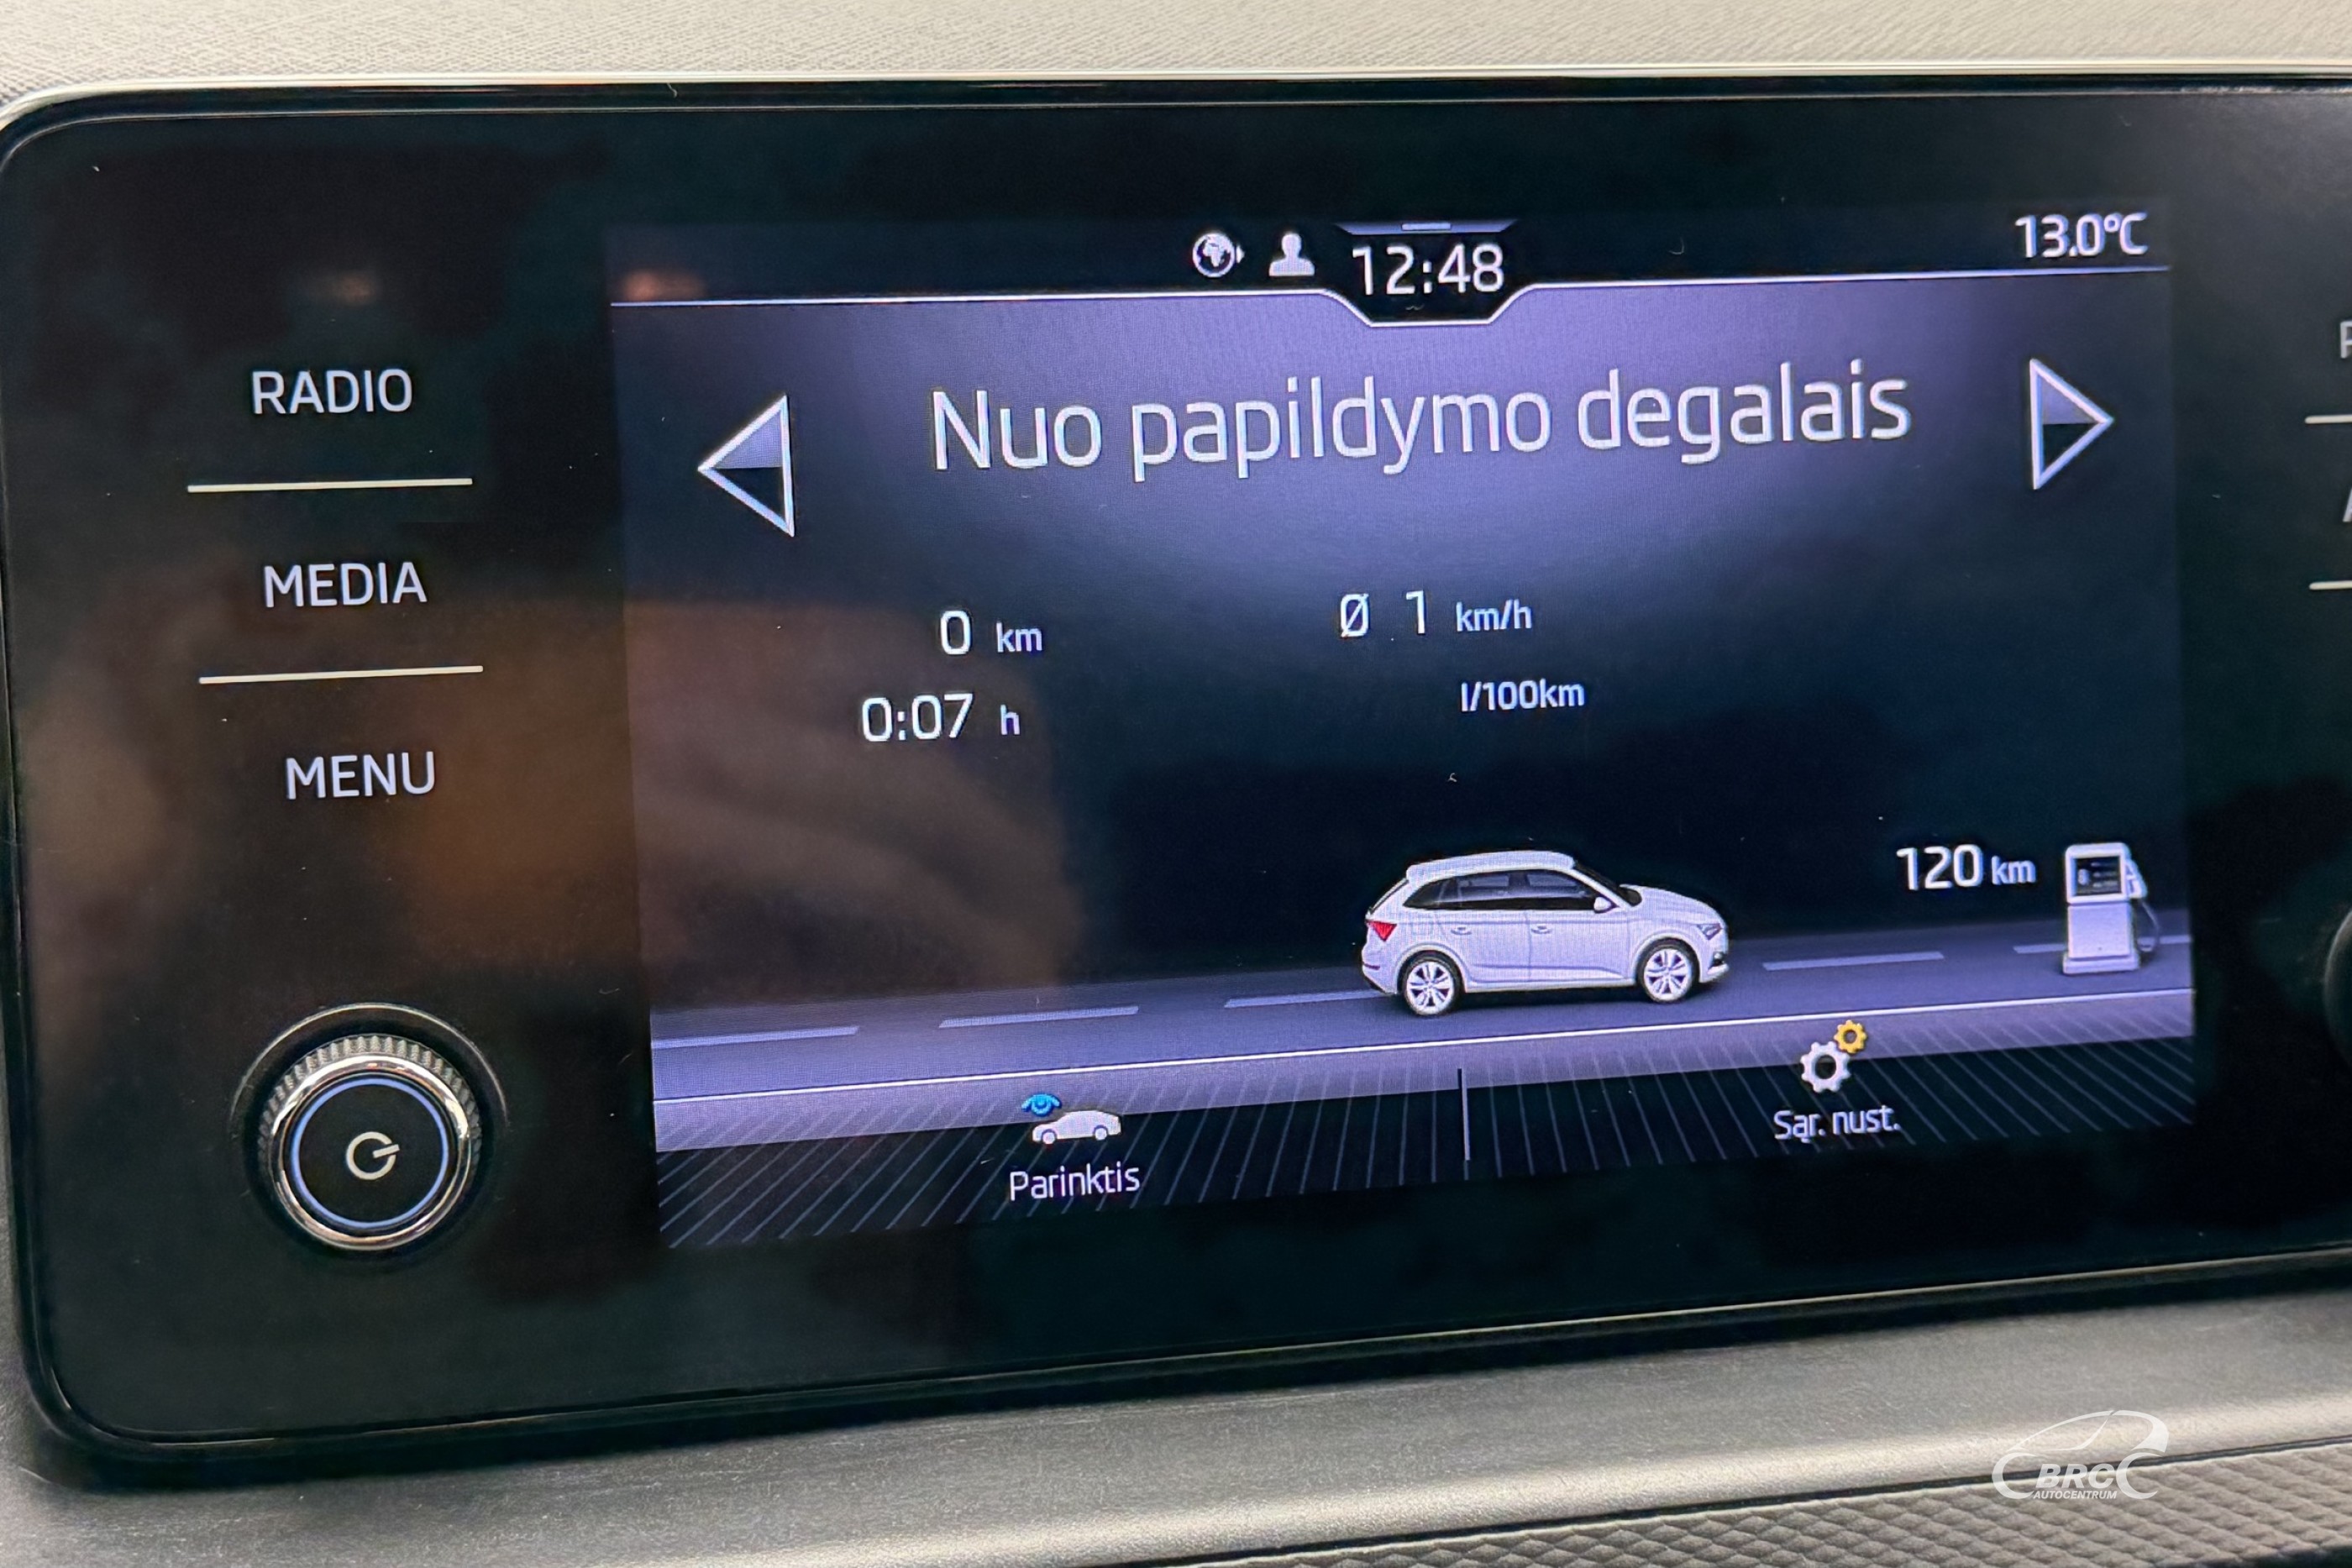 12:48
13.0°C
RADIO
MEDIA
MENU
Nuo papildymo degalais
0 km
Ø 1 km/h
0:07 h
l/100km
120 km
Parinktis
Sąr. nust.
BRC
AUTOCENTRUM